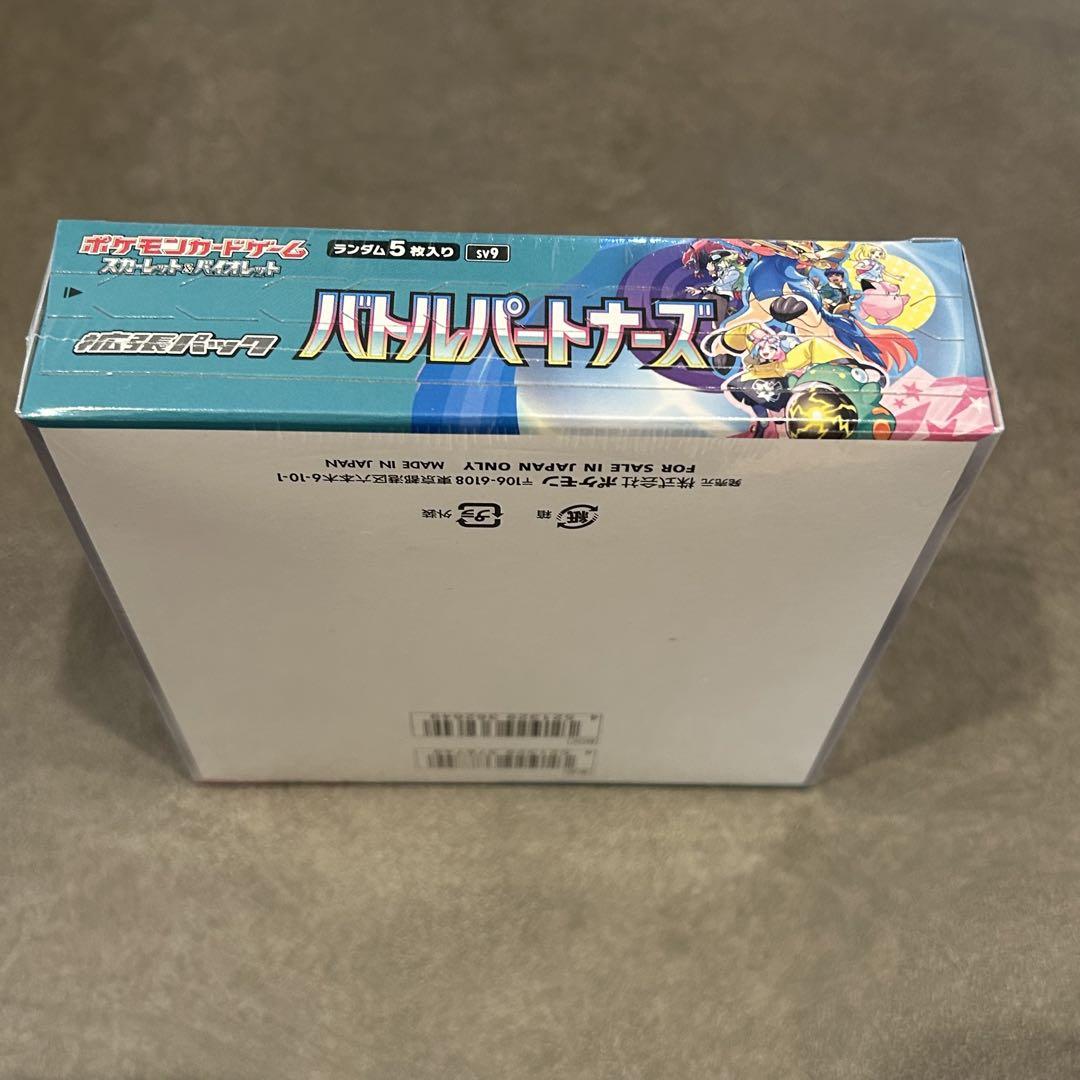 ポケモンカードゲーム
スカーレット&バイオレット
ランダム5枚入り
SV9
拡張パック
バトルパートナーズ
FOR SALE IN JAPAN ONLY MADE IN JAPAN
発売元 株式会社ポケモン 〒106-6108 東京都港区六本木6-10-1
紙 箱
プラ 外装